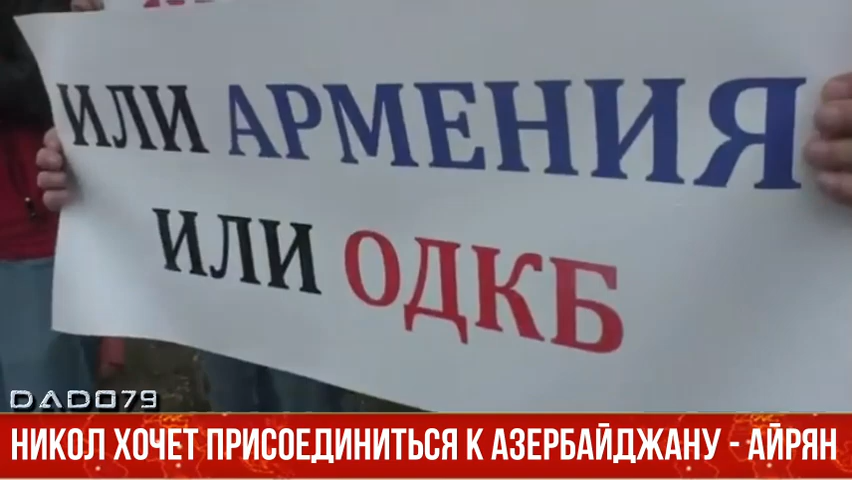 ИЛИ АРМЕНИЯ
ИЛИ ОДКБ
DADO79
НИКОЛ ХОЧЕТ ПРИСОЕДИНИТЬСЯ К АЗЕРБАЙДЖАНУ - АЙРЯН